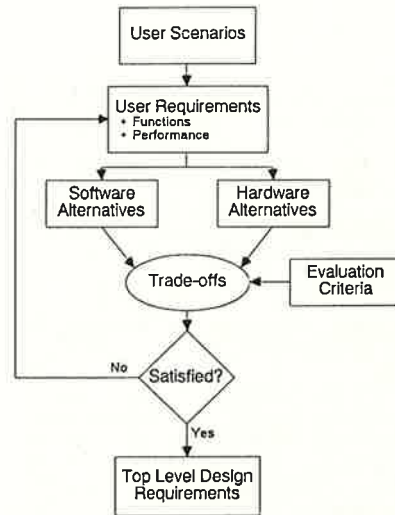 User Scenarios
User Requirements
• Functions
• Performance
Software
Alternatives
Hardware
Alternatives
Trade-offs
Evaluation
Criteria
Satisfied?
No
Yes
Top Level Design
Requirements